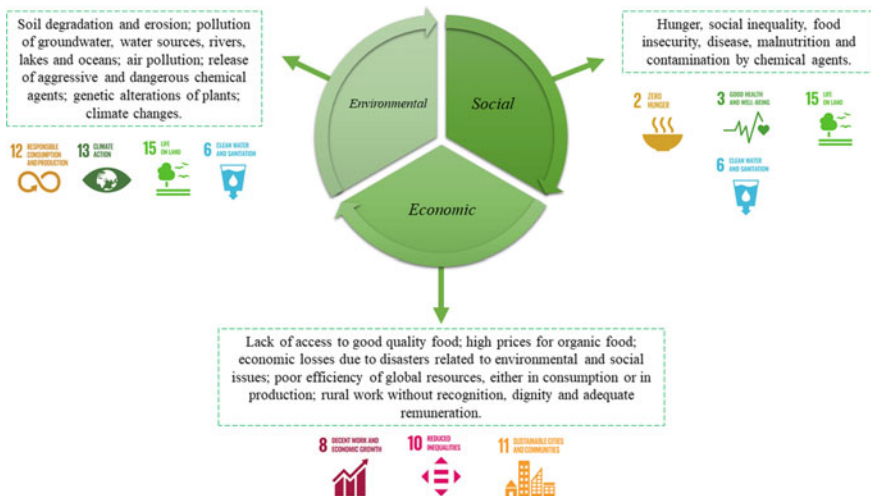 Soil degradation and erosion; pollution
of groundwater, water sources, rivers,
lakes and oceans; air pollution; release
of aggressive and dangerous chemical
agents; genetic alterations of plants;
climate changes.
12 RESPONSIBLE
CONSUMPTION
AND PRODUCTION
13 CLIMATE
ACTION
15 LIFE
ON LAND
6 CLEAN WATER
AND SANITATION
Environmental
Social
Economic
Hunger, social inequality, food
insecurity, disease, malnutrition and
contamination by chemical agents.
2 ZERO
HUNGER
3 GOOD HEALTH
AND WELL-BEING
15 LIFE
ON LAND
6 CLEAN WATER
AND SANITATION
Lack of access to good quality food; high prices for organic food;
economic losses due to disasters related to environmental and social
issues; poor efficiency of global resources, either in consumption or in
production; rural work without recognition, dignity and adequate
remuneration.
8 DECENT WORK AND
ECONOMIC GROWTH
10 REDUCED
INEQUALITIES
11 SUSTAINABLE CITIES
AND COMMUNITIES